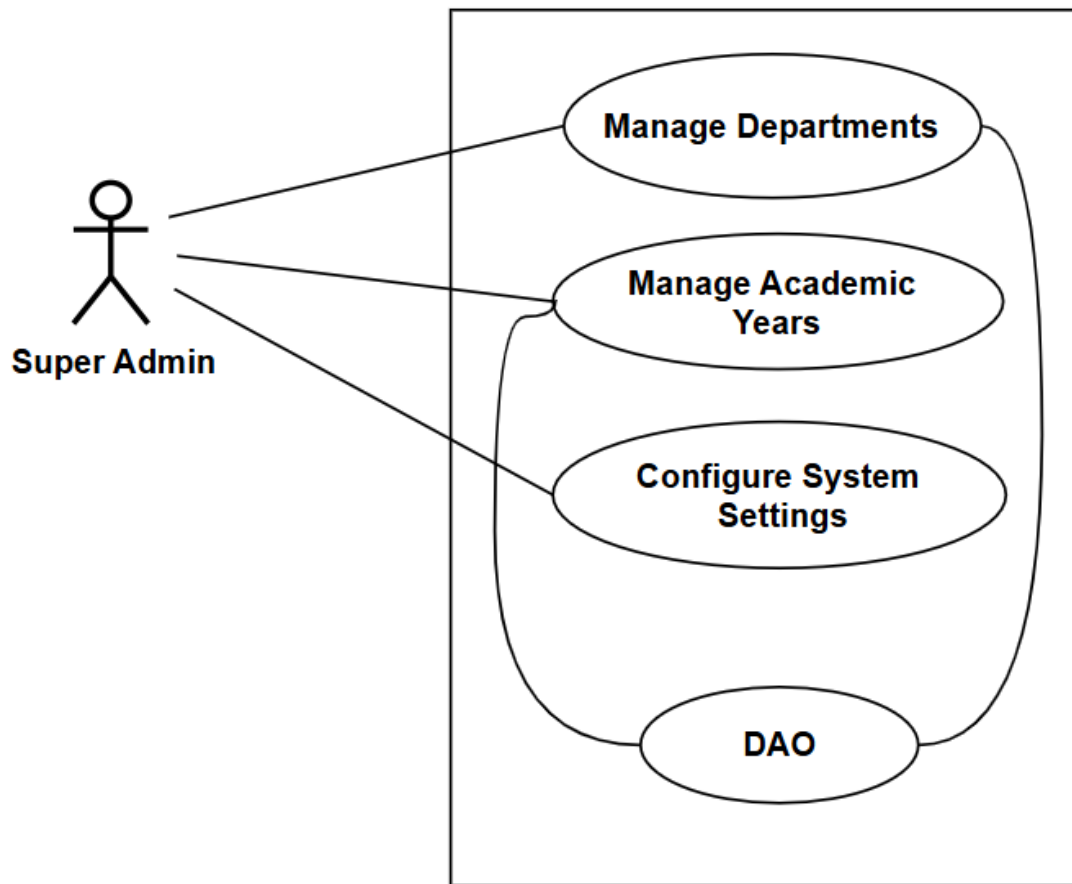 Manage Departments
Manage Academic
Years
Super Admin
Configure System
Settings
DAO